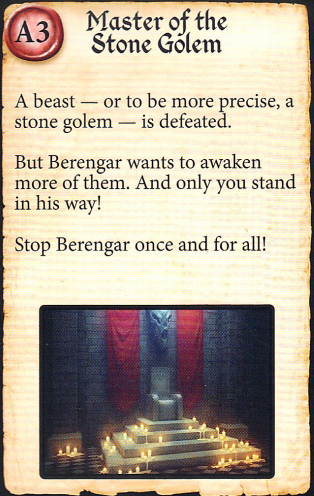 A3
Master of the
Stone Golem
A beast — or to be more precise, a
stone golem — is defeated.
But Berengar wants to awaken
more of them. And only you stand
in his way!
Stop Berengar once and for all!